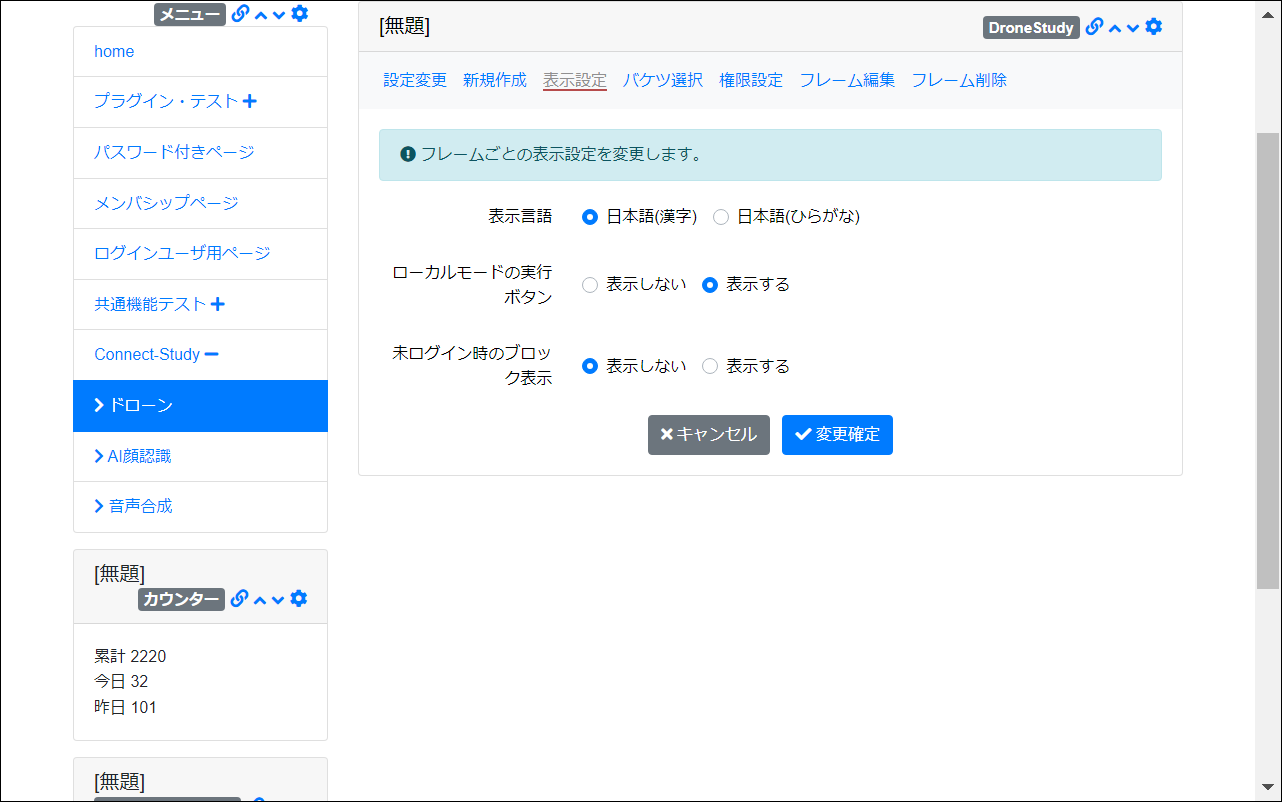 メニュー
home
プラグイン・テスト
パスワード付きページ
メンバシップページ
ログインユーザ用ページ
共通機能テスト
Connect-Study
ドローン
AI顔認識
音声合成
[無題]
カウンター
累計 2220
今日 32
昨日 101
[無題]
[無題]
DroneStudy
設定変更 新規作成 表示設定 バケツ選択 権限設定 フレーム編集 フレーム削除
フレームごとの表示設定を変更します。
表示言語 日本語(漢字) 日本語(ひらがな)
ローカルモードの実行
ボタン
表示しない 表示する
未ログイン時のブロッ
ク表示
表示しない 表示する
キャンセル 変更確定